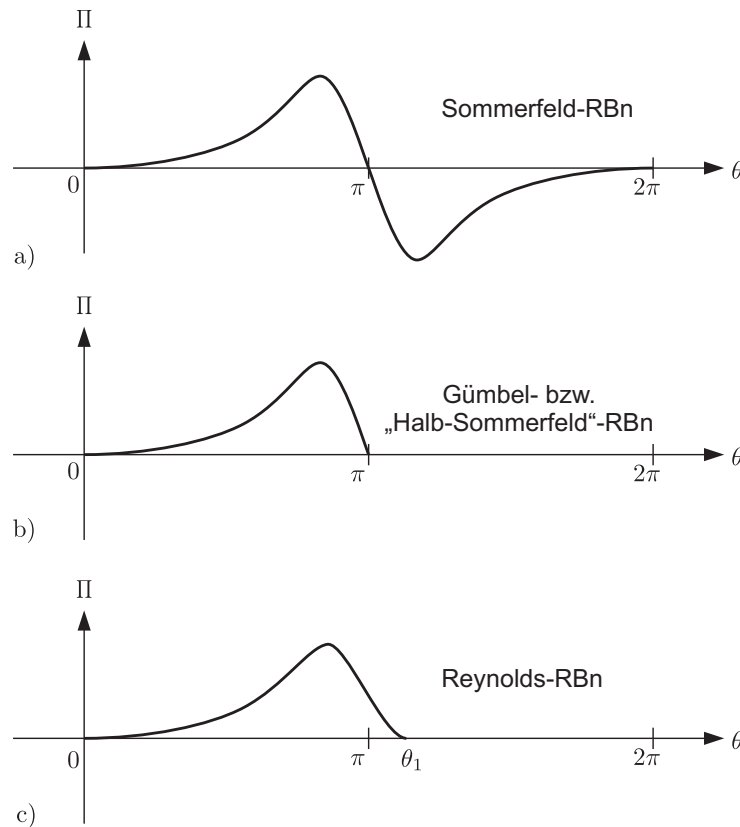 Π
Sommerfeld-RBn
0 π 2π θ
a)
Π
Gümbel- bzw.
„Halb-Sommerfeld“-RBn
0 π 2π θ
b)
Π
Reynolds-RBn
0 π θ₁ 2π θ
c)